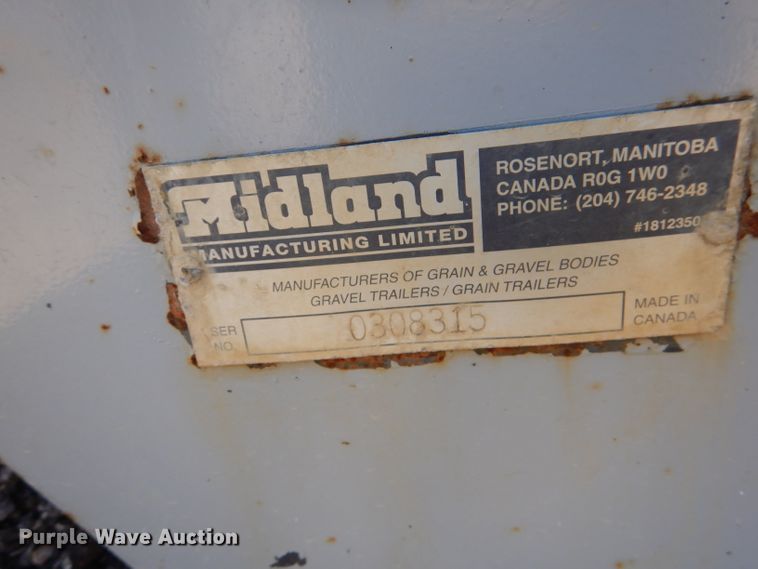 Midland
MANUFACTURING LIMITED
ROSENORT, MANITOBA
CANADA R0G 1W0
PHONE: (204) 746-2348
#1812350
MANUFACTURERS OF GRAIN & GRAVEL BODIES
GRAVEL TRAILERS / GRAIN TRAILERS
SER
NO.
0308315
MADE IN
CANADA
Purple Wave Auction®